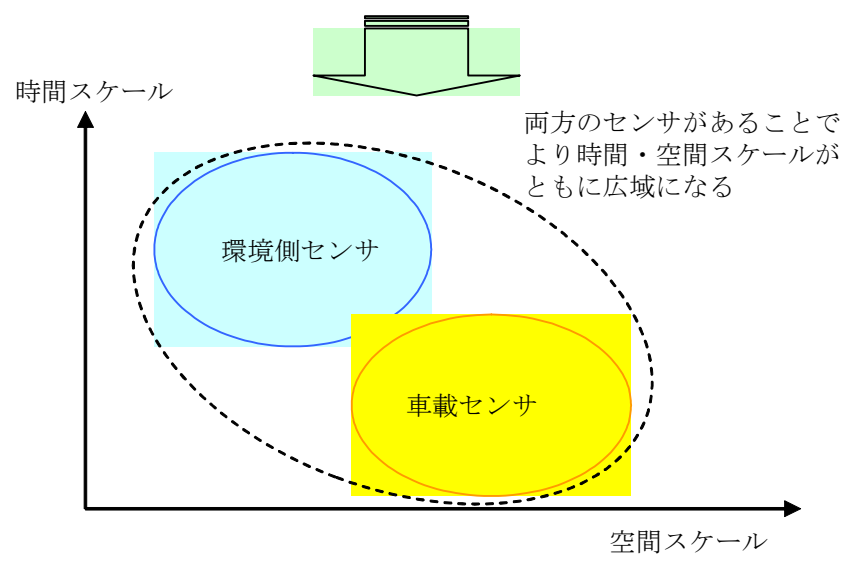 時間スケール
両方のセンサがあることで
より時間・空間スケールが
ともに広域になる
環境側センサ
車載センサ
空間スケール